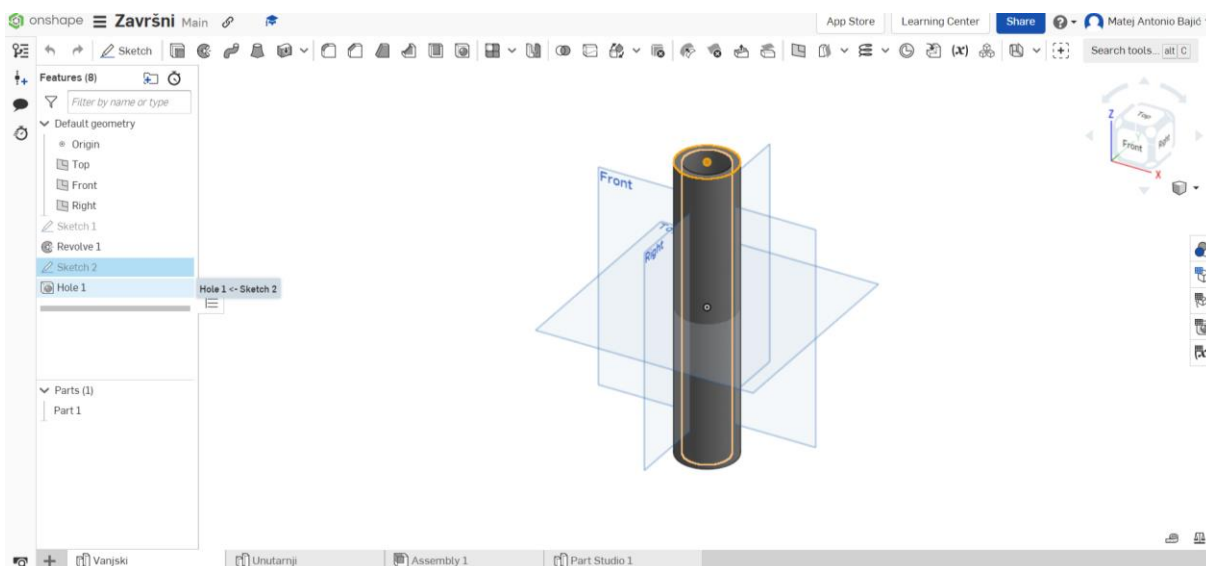 onshape Završni Main App Store Learning Center Share Matej Antonio Bajić
Sketch Search tools... alt C
Features (8)
Filter by name or type
Default geometry
Origin
Top
Front
Right
Sketch 1
Revolve 1
Sketch 2
Hole 1
Hole 1 <- Sketch 2
Parts (1)
Part 1
Front
Right
Z
Top
Front
Right
X
Vanjski Unutarnji Assembly 1 Part Studio 1